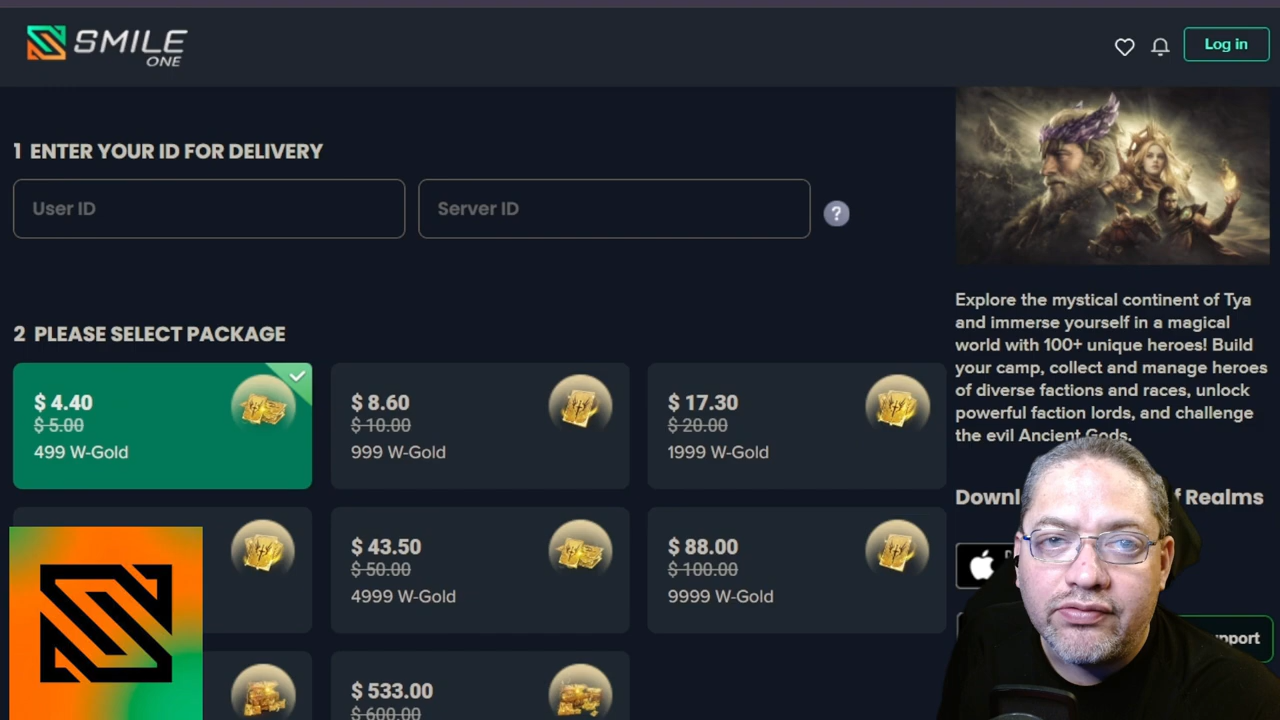 SMILE
ONE
Log in
1 ENTER YOUR ID FOR DELIVERY
User ID
Server ID
?
2 PLEASE SELECT PACKAGE
$ 4.40
$ 5.00
499 W-Gold
$ 8.60
$ 10.00
999 W-Gold
$ 17.30
$ 20.00
1999 W-Gold
$ 43.50
$ 50.00
4999 W-Gold
$ 88.00
$ 100.00
9999 W-Gold
$ 533.00
$ 600.00
Explore the mystical continent of Tya
and immerse yourself in a magical
world with 100+ unique heroes! Build
your camp, collect and manage heroes
of diverse factions and races, unlock
powerful faction lords, and challenge
the evil Ancient Gods.
Realms